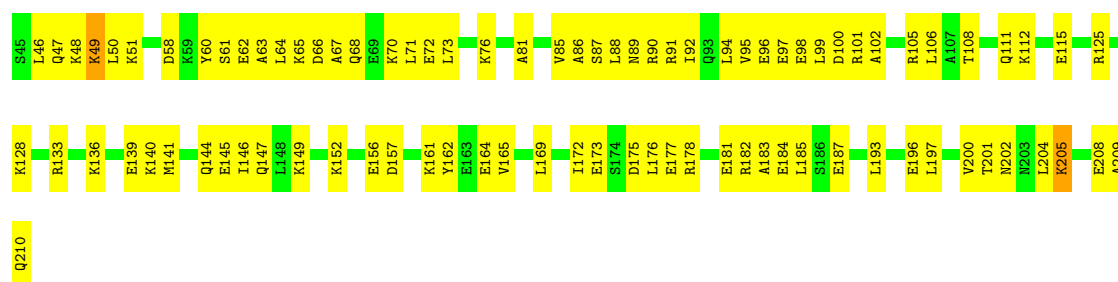 S45 L46 Q47 K48 K49 L50 K51 D58 K59 Y60 S61 E62 A63 L64 K65 D66 A67 Q68 E69 K70 L71 E72 L73 K76 A81 V85 A86 S87 L88 N89 R90 R91 I92 Q93 L94 V95 E96 E97 E98 L99 D100 R101 A102 R105 L106 A107 T108 Q111 K112 E115 R125
K128 R133 K136 E139 K140 M141 Q144 E145 I146 Q147 L148 K149 K152 E156 D157 K161 Y162 E163 E164 V165 L169 I172 E173 S174 D175 L176 E177 R178 E181 R182 A183 E184 L185 S186 E187 L193 E196 L197 V200 T201 N202 N203 L204 K205 E208 A209
Q210